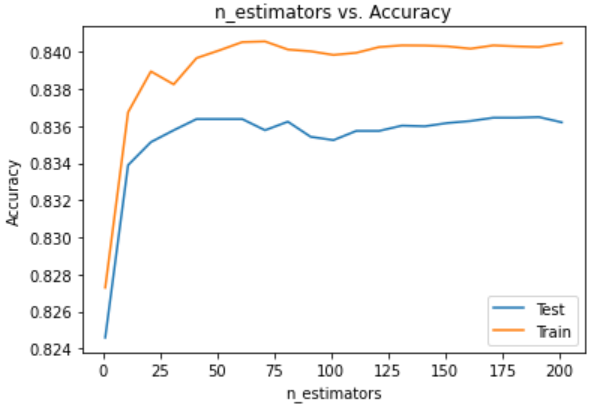 n_estimators vs. Accuracy
0.840
0.838
0.836
0.834
0.832
0.830
0.828
0.826
0.824
Accuracy
Test
Train
0 25 50 75 100 125 150 175 200
n_estimators